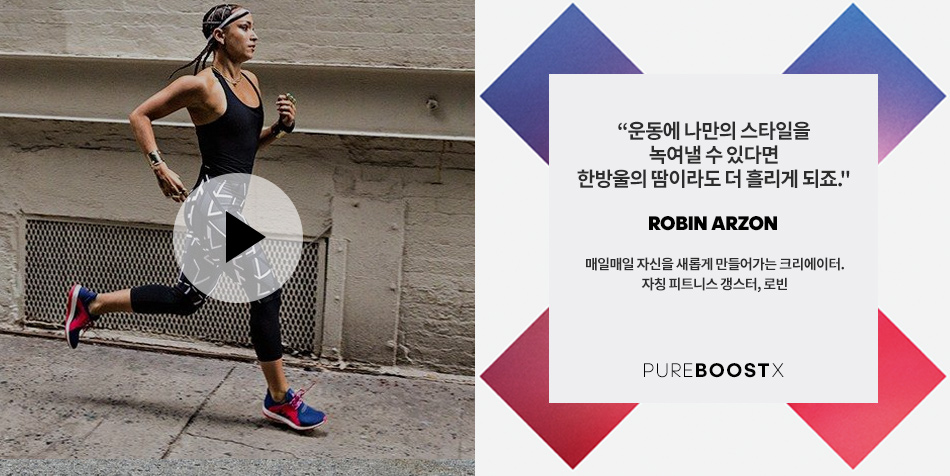 “운동에 나만의 스타일을
녹여낼 수 있다면
한방울의 땀이라도 더 흘리게 되죠."
ROBIN ARZON
매일매일 자신을 새롭게 만들어가는 크리에이터.
자칭 피트니스 갱스터, 로빈
PUREBOOSTX